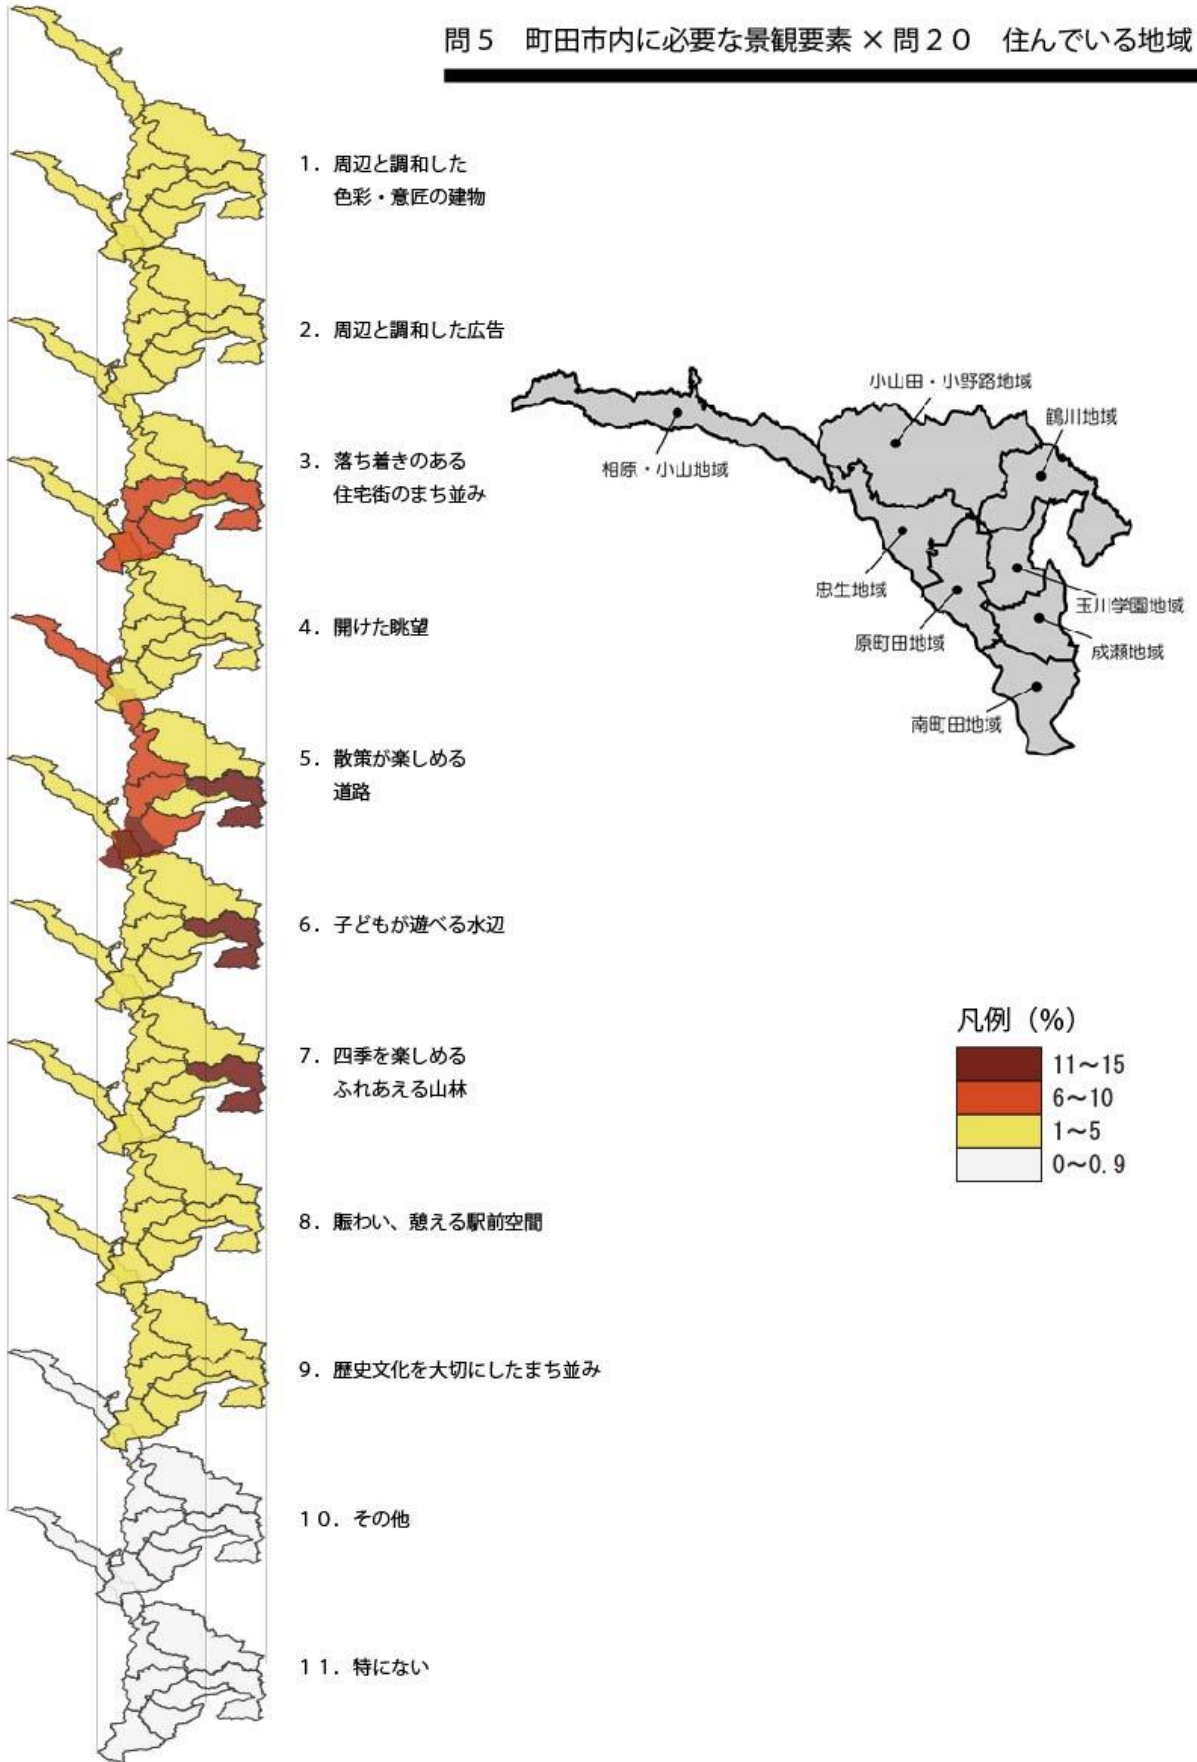 問５　町田市内に必要な景観要素 × 問２０　住んでいる地域
１．周辺と調和した
色彩・意匠の建物
２．周辺と調和した広告
３．落ち着きのある
住宅街のまち並み
４．開けた眺望
５．散策が楽しめる
道路
６．子どもが遊べる水辺
７．四季を楽しめる
ふれあえる山林
８．賑わい、憩える駅前空間
９．歴史文化を大切にしたまち並み
１０．その他
１１．特にない
小山田・小野路地域
鶴川地域
相原・小山地域
忠生地域
玉川学園地域
原町田地域
成瀬地域
南町田地域
凡例（%）
11～15
6～10
1～5
0～0.9